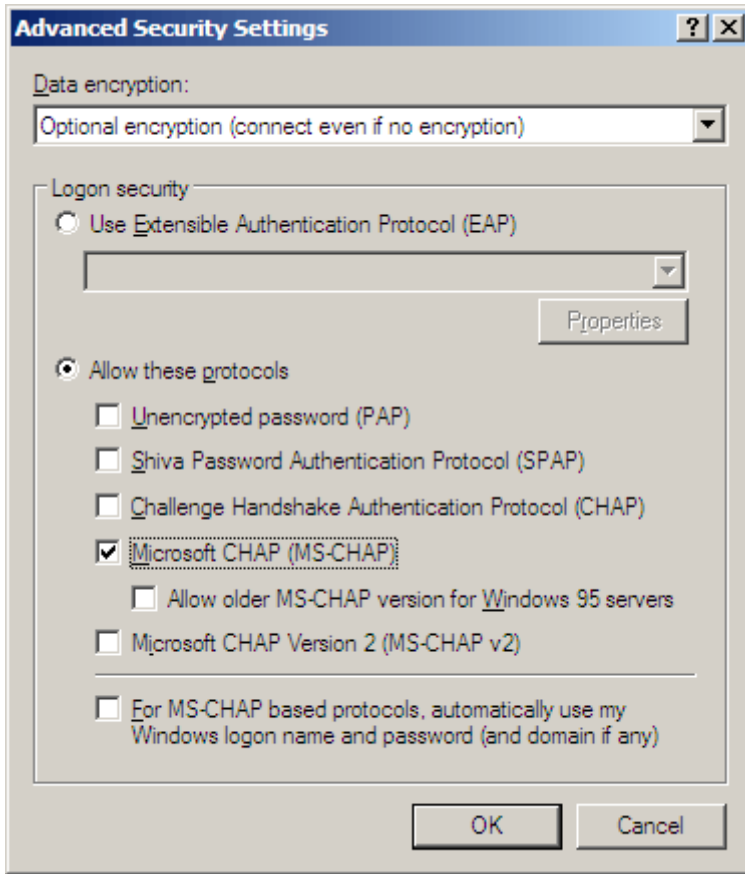 Advanced Security Settings
Data encryption:
Optional encryption (connect even if no encryption)
Logon security
Use Extensible Authentication Protocol (EAP)
Properties
Allow these protocols
Unencrypted password (PAP)
Shiva Password Authentication Protocol (SPAP)
Challenge Handshake Authentication Protocol (CHAP)
Microsoft CHAP (MS-CHAP)
Allow older MS-CHAP version for Windows 95 servers
Microsoft CHAP Version 2 (MS-CHAP v2)
For MS-CHAP based protocols, automatically use my
Windows logon name and password (and domain if any)
OK Cancel